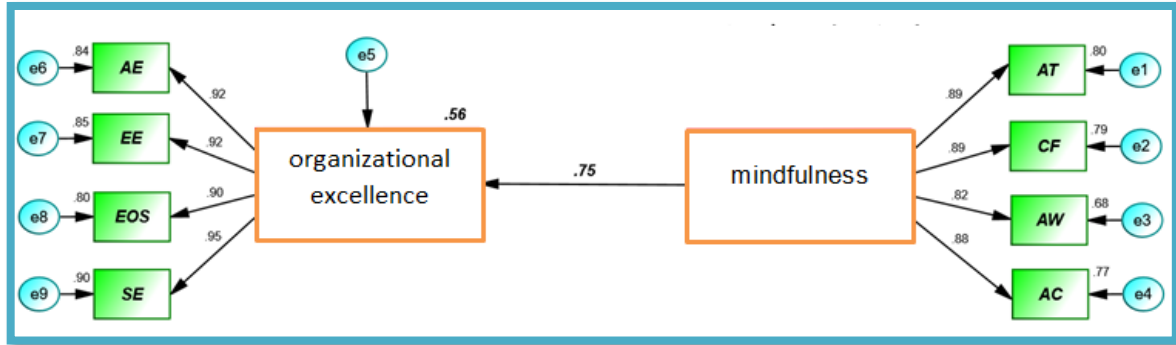 e6
.84
AE
e5
.80
AT
e1
.92
.89
e7
.85
EE
.92
.56
organizational
excellence
.75
mindfulness
.89
CF
.79
e2
e8
.80
EOS
.90
.82
AW
.68
e3
.95
.88
e9
.90
SE
AC
.77
e4